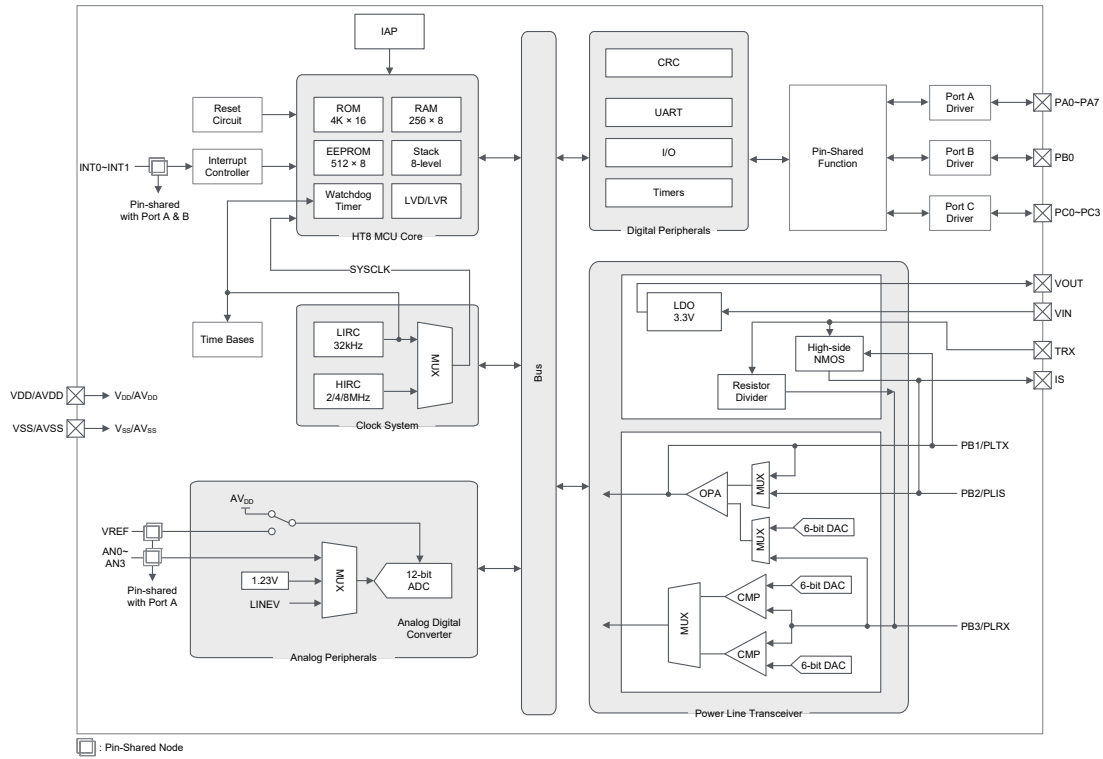 IAP
Reset
Circuit
INT0~INT1
Interrupt
Controller
Pin-shared
with Port A & B
ROM
4K × 16
RAM
256 × 8
EEPROM
512 × 8
Stack
8-level
Watchdog
Timer
LVD/LVR
HT8 MCU Core
SYSCLK
Time Bases
LIRC
32kHz
HIRC
2/4/8MHz
MUX
Clock System
VDD/AVDD
VDD/AVDD
VSS/AVSS
VSS/AVSS
AVDD
VREF
AN0~
AN3
Pin-shared
with Port A
1.23V
LINEV
MUX
12-bit
ADC
Analog Digital
Converter
Analog Peripherals
Bus
CRC
UART
I/O
Timers
Digital Peripherals
Pin-Shared
Function
Port A
Driver
PA0~PA7
Port B
Driver
PB0
Port C
Driver
PC0~PC3
LDO
3.3V
VOUT
VIN
High-side
NMOS
TRX
Resistor
Divider
IS
PB1/PLTX
OPA
MUX
PB2/PLIS
MUX
6-bit DAC
MUX
CMP
6-bit DAC
PB3/PLRX
CMP
6-bit DAC
Power Line Transceiver
: Pin-Shared Node